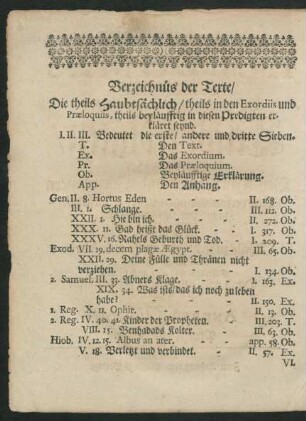 Verzeichnüs der Texte/
Die theils Haubtsächlich/ theils in den Exordiis und
Præloquiis, theils beyläufftig in diesen Predigten er-
kläret seynd.
I. II. III. Bedeutet die erste/ andere und dritte Sieben.
T. Den Text.
Ex. Das Exordium.
Pr. Das Præloquium.
Ob. Beyläufftige Erklärung.
App. Den Anhang.
Gen. II. 8. Hortus Eden II. 168. Ob.
III. 1. Schlange. III. 112. Ob.
XXII. 1. Hie bin ich. II. 272. Ob.
XXX. 11. Gad heißt das Glück. I. 317. Ob.
XXXV. 16. Rahels Geburth und Tod. I. 209. T.
Exod. VII. 19. decem plagæ Ægypt. III. 65. Ob.
XXII. 29. Deine Fülle und Thränen nicht
verziehen. I. 134. Ob.
2. Samuel. III. 33. Abners Klage. I. 163. Ex.
XIX. 34. Was ists/ das ich noch zu leben
habe? II. 150. Ex.
1. Reg. X. 11. Ophir. II. 13. Ob.
2. Reg. IV. 40. 41. Kinder der Propheten. III. 203. T.
VIII. 15. Benhadads Kolter. III. 63. Ob.
Hiob. IV. 12. 15. Albus an ater. app. 58. Ob.
V. 18. Verletzt und verbindet. II. 57. Ex.
VI.